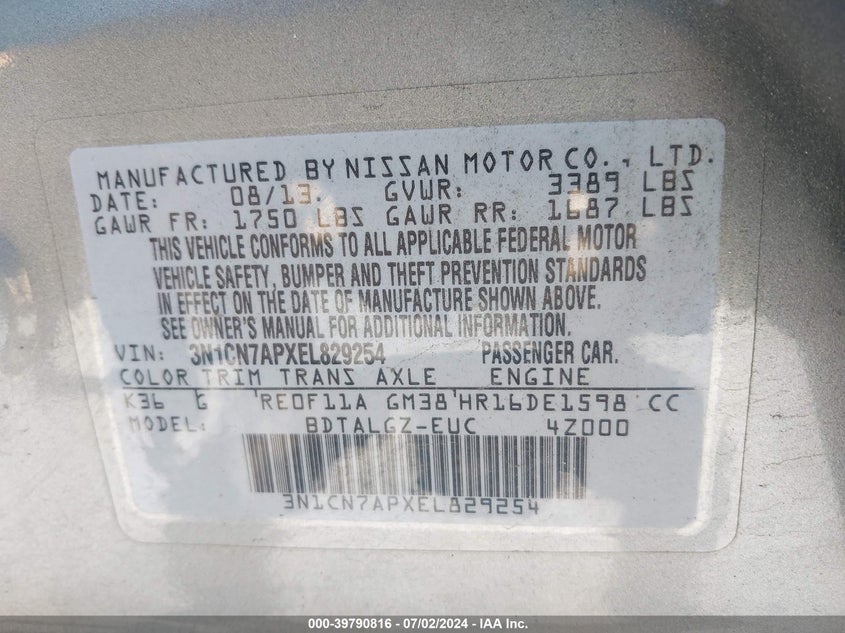 MANUFACTURED BY NISSAN MOTOR CO., LTD.
DATE: 08/13. GVWR: 3389 LBS
GAWR FR: 1750 LBS GAWR RR: 1687 LBS
THIS VEHICLE CONFORMS TO ALL APPLICABLE FEDERAL MOTOR
VEHICLE SAFETY, BUMPER AND THEFT PREVENTION STANDARDS
IN EFFECT ON THE DATE OF MANUFACTURE SHOWN ABOVE.
SEE OWNER'S MANUAL FOR ADDITIONAL INFORMATION.
VIN: 3N1CN7APXEL829254 PASSENGER CAR.
COLOR TRIM TRANS AXLE ENGINE
K36 G 'RE0F11A GM38'HR16DE1598 CC
MODEL: BDTALGZ-EUC 4Z000
3N1CN7APXEL829254
000-39790816 - 07/02/2024 - IAA Inc.